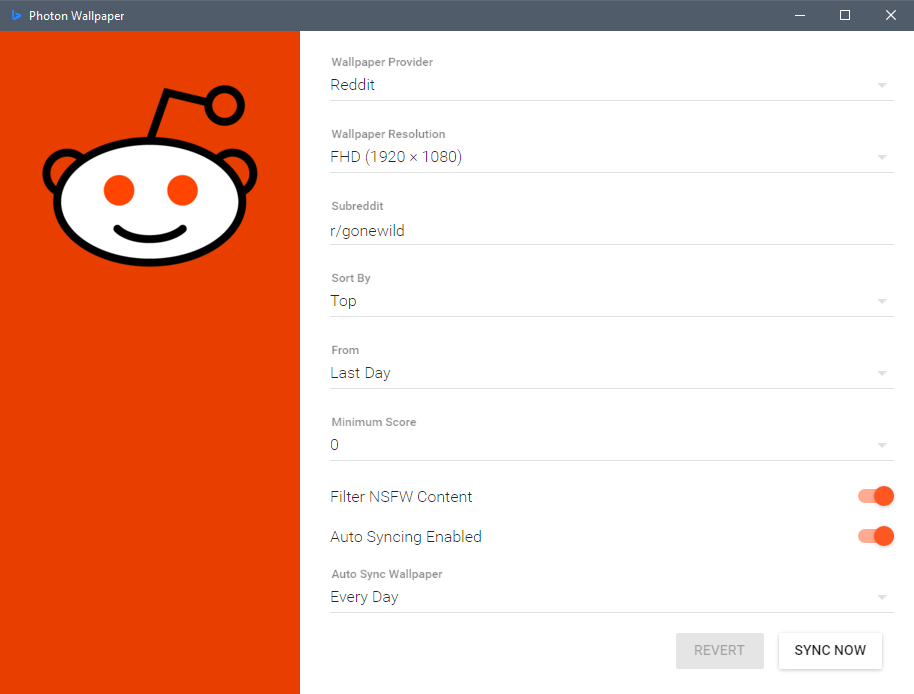 Photon Wallpaper
Wallpaper Provider
Reddit
Wallpaper Resolution
FHD (1920 × 1080)
Subreddit
r/gonewild
Sort By
Top
From
Last Day
Minimum Score
0
Filter NSFW Content
Auto Syncing Enabled
Auto Sync Wallpaper
Every Day
REVERT
SYNC NOW